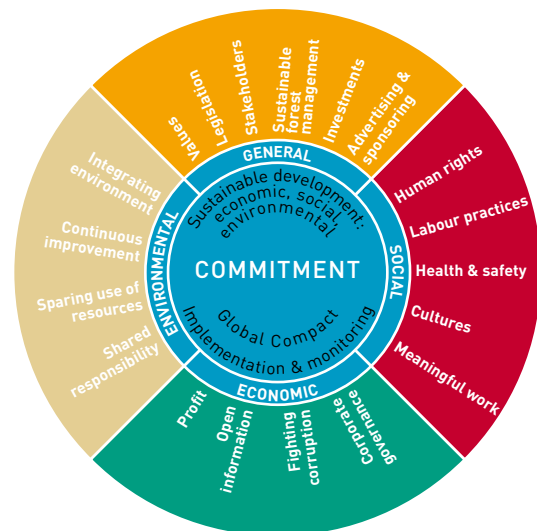 Values
Legislation
Stakeholders
Sustainable
forest
management
Investments
Advertising &
sponsoring
Human rights
Labour practices
Health & safety
Cultures
Meaningful work
Corporate
governance
Fighting
corruption
Open
information
Profit
Shared
responsibility
Sparing use of
resources
Continuous
improvement
Integrating
environment
GENERAL
SOCIAL
ECONOMIC
ENVIRONMENTAL
Sustainable development:
economic, social,
environmental
COMMITMENT
Global Compact
Implementation & monitoring